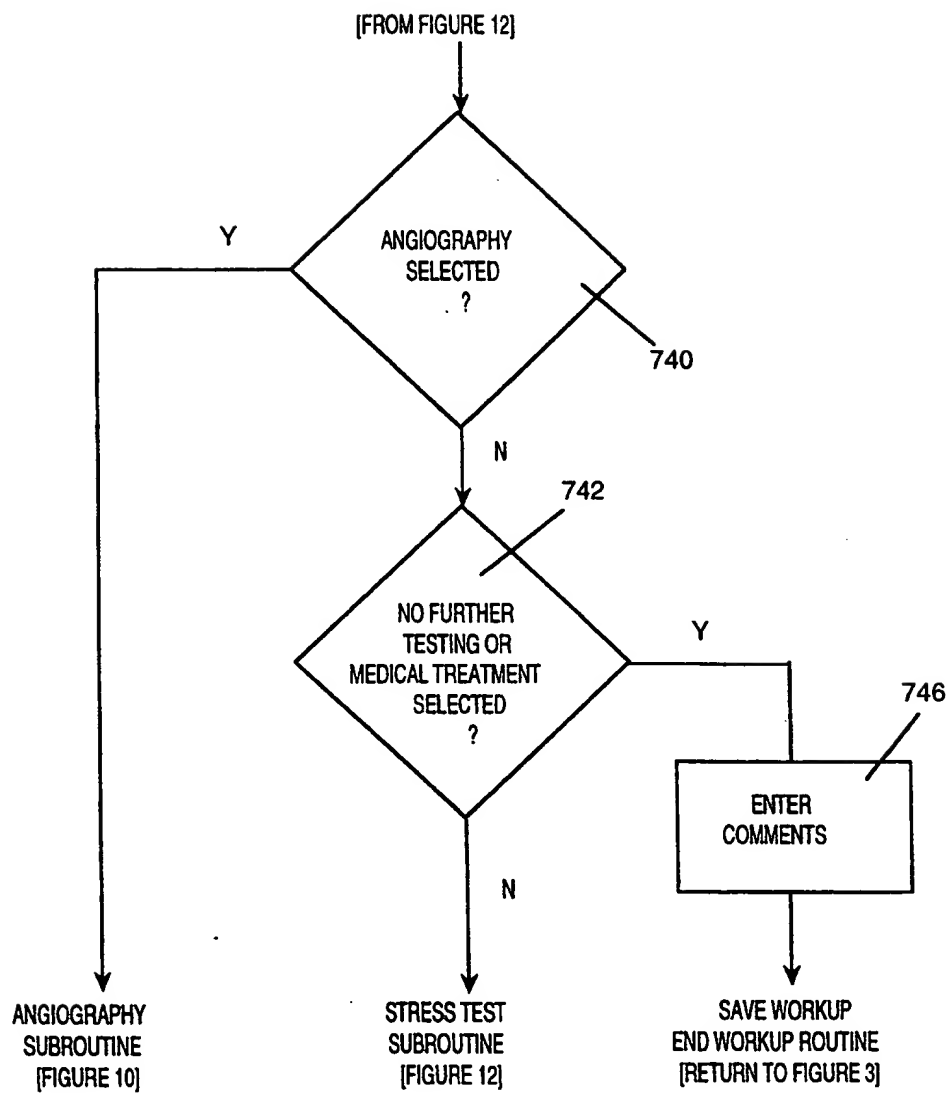 [FROM FIGURE 12]
Y
ANGIOGRAPHY
SELECTED
?
740
N
742
NO FURTHER
TESTING OR
MEDICAL TREATMENT
SELECTED
?
Y
746
ENTER
COMMENTS
N
ANGIOGRAPHY
SUBROUTINE
[FIGURE 10]
STRESS TEST
SUBROUTINE
[FIGURE 12]
SAVE WORKUP
END WORKUP ROUTINE
[RETURN TO FIGURE 3]